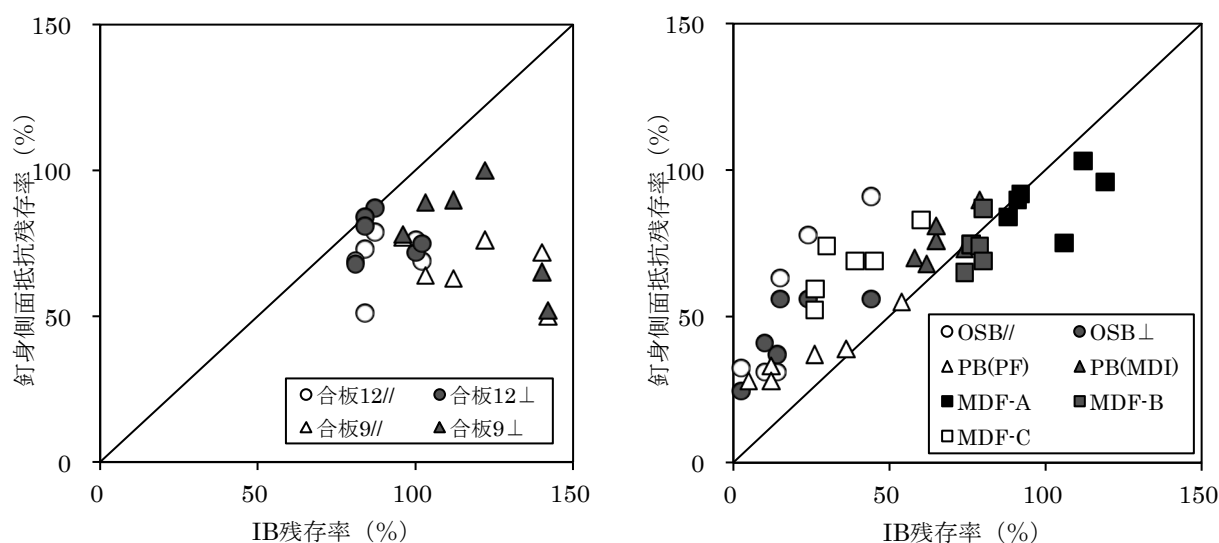 150
100
50
0
釘身側面抵抗残存率（%）
合板12// 合板12⊥
合板9// 合板9⊥
0 50 100 150
IB残存率（%）
150
100
50
0
釘身側面抵抗残存率（%）
OSB// OSB⊥
PB(PF) PB(MDI)
MDF-A MDF-B
MDF-C
0 50 100 150
IB残存率（%）